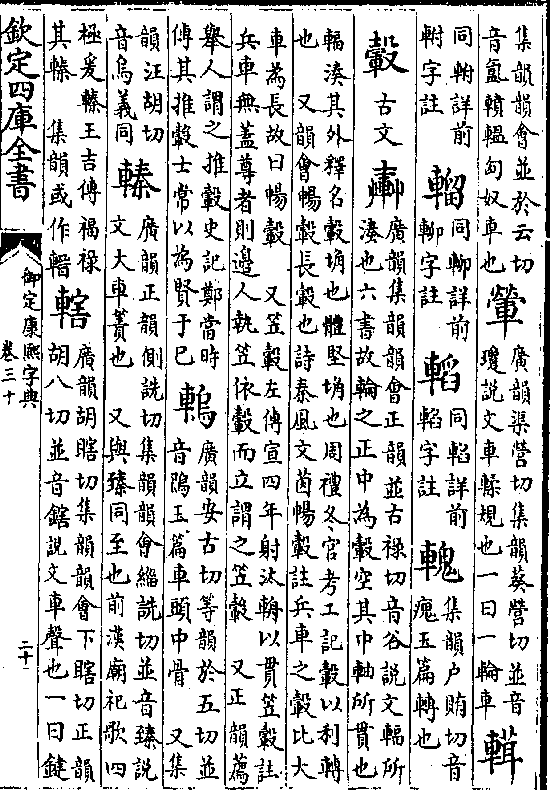 集韻韻會並於云切
音氳轒輼匈奴車也
𨏈
廣韻渠營切集韻葵營切並音
瓊說文車輮規也一曰一輪車
輯
同輈詳前
軵字註
輺
同輈詳前
輈字註
轁
同軺詳前
軺字註
集韻戶賄切音
瘣玉篇轉也
轂
古文
廣韻集韻韻會正韻並古祿切音谷說文輻所
湊也六書故輪之正中為轂空其中軸所貫也
輻湊其外釋名轂埆也體堅埆也周禮冬官考工記轂以利轉
也 又韻會暢轂長轂也詩秦風文茵暢轂註兵車之轂比大
車為長故曰暢轂 又笠轂左傳宣四年射汰輈以貫笠轂註
兵車無蓋尊者則邊人執笠依轂而立謂之笠轂 又正韻薦
舉人謂之推轂史記鄭當時
傳其推轂士常以為賢于已
廣韻安古切等韻於五切並
音隖玉篇車頭中骨 又集
韻汪胡切
音烏義同
轃
廣韻正韻側詵切集韻韻會緇詵切並音臻說
文大車簀也 又與臻同至也前漢廟祀歌四
極爰轃王吉傳福祿
其轃 集韻或作轃
轄
廣韻胡瞎切集韻韻會下瞎切正韻
胡八切並音鎋說文車聲也一曰鍵
欽定四庫全書
御定康熙字典
卷三十
二十